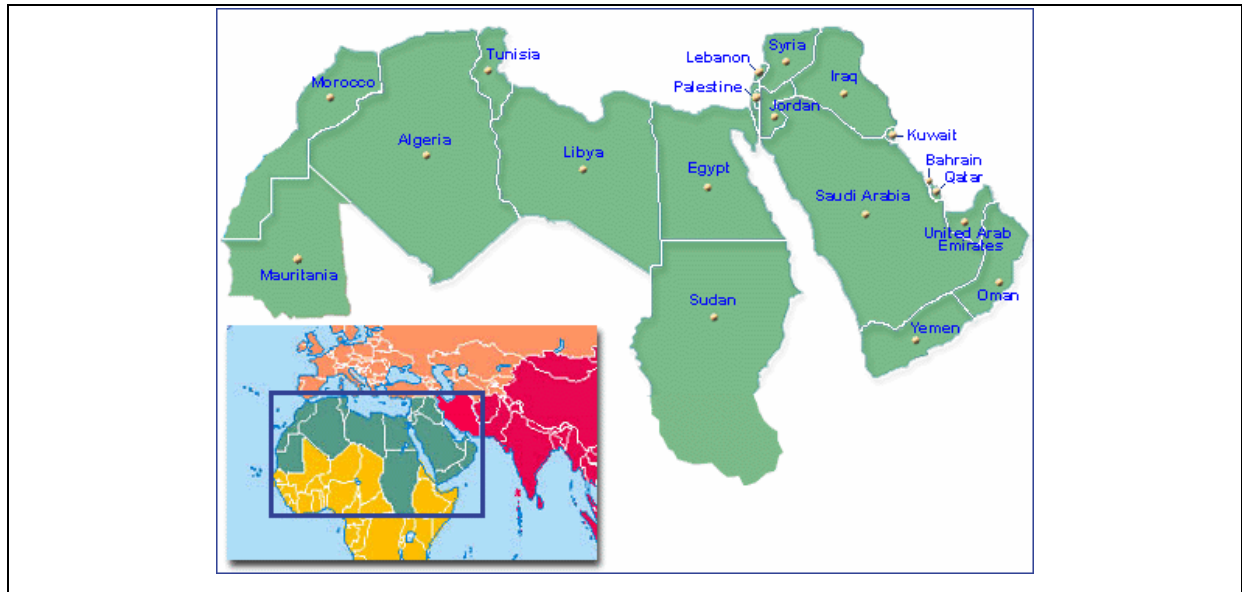 Syria
Tunisia
Lebanon
Iraq
Morocco
Palestine
Jordan
Kuwait
Algeria
Libya
Egypt
Bahrain
Qatar
Saudi Arabia
United Arab
Emirates
Mauritania
Sudan
Oman
Yemen